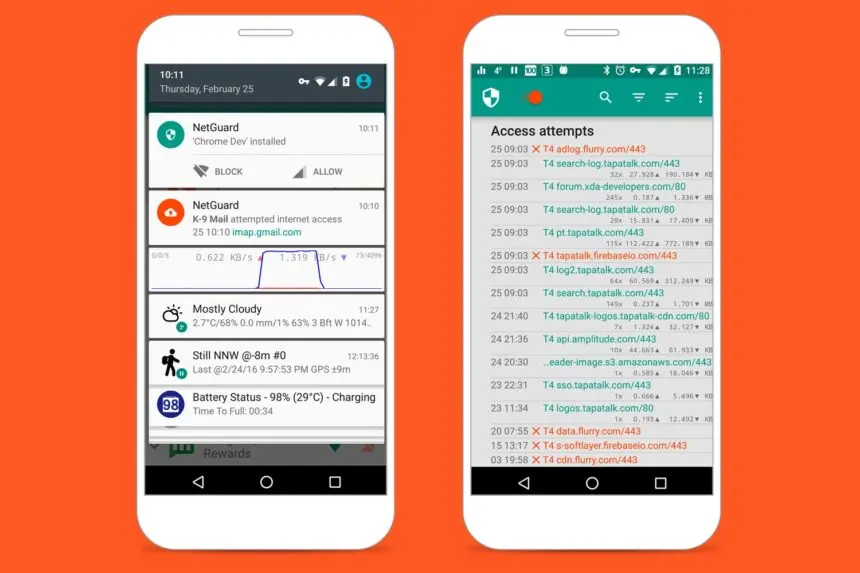 10:11
Thursday, February 25
NetGuard 10:11
'Chrome Dev' installed
BLOCK ALLOW
NetGuard 10:10
K-9 Mail attempted internet access
25 10:10 imap.gmail.com
0/0/8 0.622 KB/s ▲ 1.319 KB/s ▼ 73/4096
Mostly Cloudy 11:27
7°
2.7°C/68% 0.0 mm/1% 63% 3 Bft W 1014..
Still NNW @-8m #0 12:13:36
Last @2/24/16 9:57:53 PM GPS ±9m
98
Battery Status - 98% (29°C) - Charging
Time To Full: 00:34
Rewards
4° 100 3 11:28
Access attempts
25 09:03 T4 adlog.flurry.com/443
25 09:03 T4 search-log.tapatalk.com/443
32x 27.928▲ 190.184▼ KB
25 09:03 T4 forum.xda-developers.com/80
245x 0.187▲ 1.336▼ MB
25 09:03 T4 search-log.tapatalk.com/80
29x 15.831▲ 17.409▼ KB
25 09:03 T4 pt.tapatalk.com/443
115x 112.422▲ 772.189▼ KB
25 09:03 T4 tapatalk.firebaseio.com/443
25 09:03 T4 log2.tapatalk.com/443
64x 60.569▲ 312.249▼ KB
25 09:03 T4 search.tapatalk.com/443
149x 0.237▲ 1.701▼ MB
24 21:40 T4 tapatalk-logos.tapatalk-cdn.com/80
7x 1.324▲ 32.127▼ KB
24 21:36 T4 api.amplitude.com/443
10x 44.663▲ 61.933▼ KB
24 20:30 …eader-image.s3.amazonaws.com/443
1x 0.585▲ 18.046▼ KB
23 22:31 T4 sso.tapatalk.com/443
1x 0.666▲ 5.496▼ KB
23 11:34 T4 logos.tapatalk.com/80
1x 0.193▲ 12.492▼ KB
20 07:55 T4 data.flurry.com/443
15 13:17 T4 s-softlayer.firebaseio.com/443
03 19:58 T4 cdn.flurry.com/443